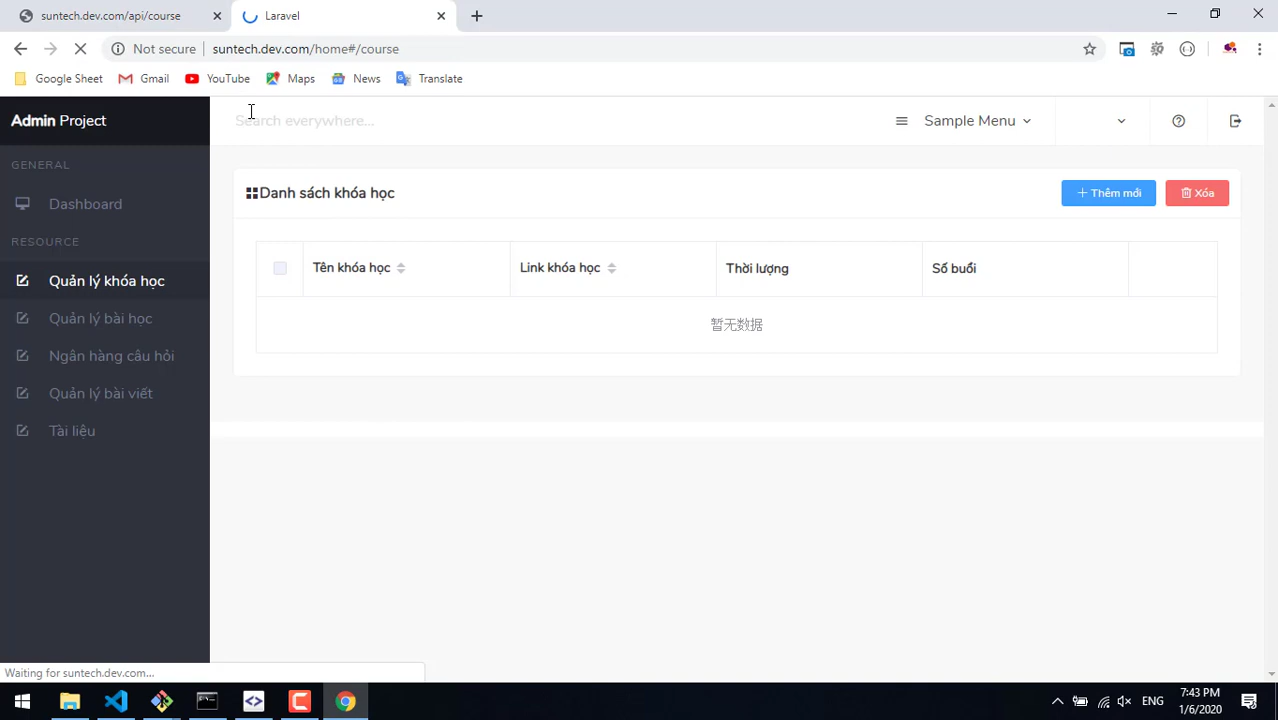 suntech.dev.com/api/course
Laravel
Not secure
suntech.dev.com/home#/course
Google Sheet
Gmail
YouTube
Maps
News
Translate
Admin Project
Search everywhere...
Sample Menu
GENERAL
Dashboard
RESOURCE
Quản lý khóa học
Quản lý bài học
Ngân hàng câu hỏi
Quản lý bài viết
Tài liệu
Danh sách khóa học
Thêm mới
Xóa
Tên khóa học
Link khóa học
Thời lượng
Số buổi
暂无数据
Waiting for suntech.dev.com...
ENG
7:43 PM
1/6/2020